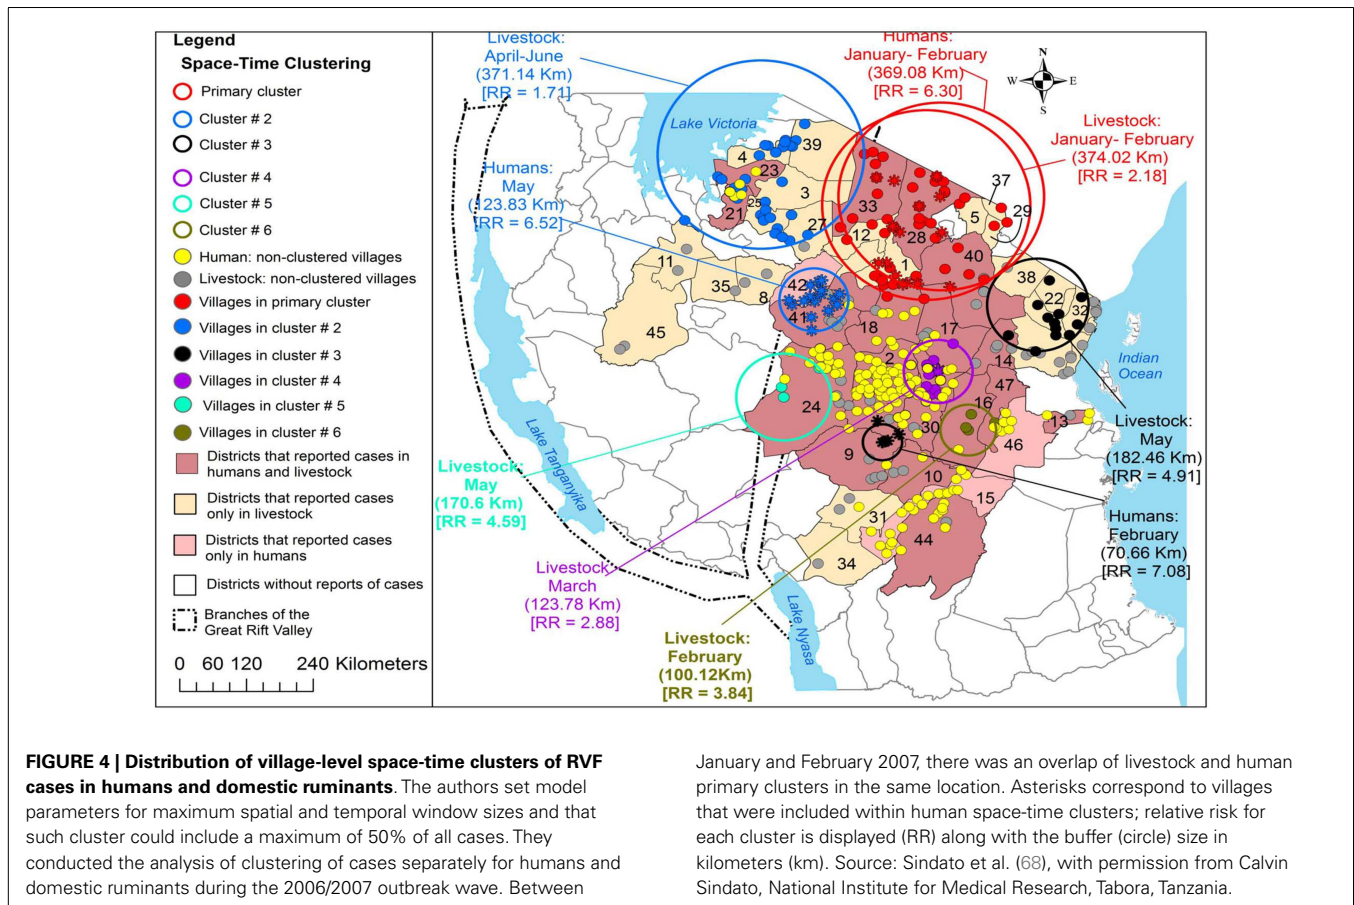 Legend
Space-Time Clustering
Primary cluster
Cluster # 2
Cluster # 3
Cluster # 4
Cluster # 5
Cluster # 6
Human: non-clustered villages
Livestock: non-clustered villages
Villages in primary cluster
Villages in cluster # 2
Villages in cluster # 3
Villages in cluster # 4
Villages in cluster # 5
Villages in cluster # 6
Districts that reported cases in
humans and livestock
Districts that reported cases
only in livestock
Districts that reported cases
only in humans
Districts without reports of cases
Branches of the
Great Rift Valley
0 60 120 240 Kilometers
Livestock:
April-June
(371.14 Km)
[RR = 1.71]
Humans:
January- February
(369.08 Km)
[RR = 6.30]
N
W E
S
Livestock:
January- February
(374.02 Km)
[RR = 2.18]
Lake Victoria
Humans:
May
(123.83 Km)
[RR = 6.52]
39
4
23
3
25
21
27
33
37
29
5
12
28
40
1
11
35
8
42
41
45
38
22
32
18
17
2
14
47
24
16
30
13
46
9
10
15
31
44
34
Indian
Ocean
Lake Tanganyika
Lake Nyasa
Livestock:
May
(182.46 Km)
[RR = 4.91]
Humans:
February
(70.66 Km)
[RR = 7.08]
Livestock:
May
(170.6 Km)
[RR = 4.59]
Livestock:
March
(123.78 Km)
[RR = 2.88]
Livestock:
February
(100.12Km)
[RR = 3.84]
FIGURE 4 | Distribution of village-level space-time clusters of RVF
cases in humans and domestic ruminants. The authors set model
parameters for maximum spatial and temporal window sizes and that
such cluster could include a maximum of 50% of all cases. They
conducted the analysis of clustering of cases separately for humans and
domestic ruminants during the 2006/2007 outbreak wave. Between
January and February 2007, there was an overlap of livestock and human
primary clusters in the same location. Asterisks correspond to villages
that were included within human space-time clusters; relative risk for
each cluster is displayed (RR) along with the buffer (circle) size in
kilometers (km). Source: Sindato et al. (68), with permission from Calvin
Sindato, National Institute for Medical Research, Tabora, Tanzania.